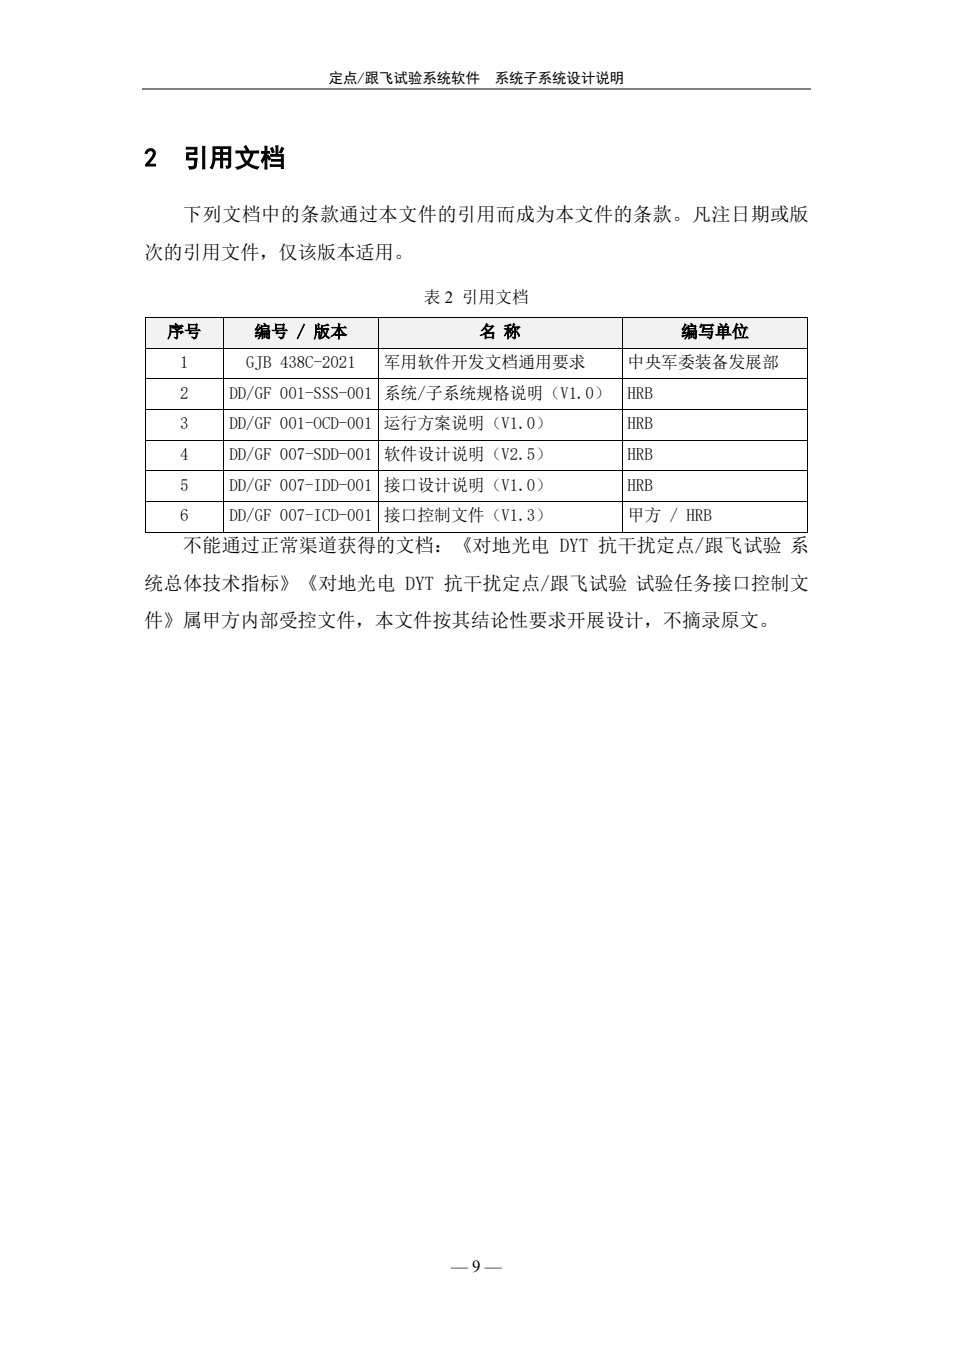 定点/跟飞试验系统软件 系统子系统设计说明
2 引用文档
下列文档中的条款通过本文件的引用而成为本文件的条款。凡注日期或版
次的引用文件，仅该版本适用。
表 2 引用文档
序号 编号 / 版本 名 称 编写单位
1 GJB 438C-2021 军用软件开发文档通用要求 中央军委装备发展部
2 DD/GF 001-SSS-001 系统/子系统规格说明（V1.0） HRB
3 DD/GF 001-OCD-001 运行方案说明（V1.0） HRB
4 DD/GF 007-SDD-001 软件设计说明（V2.5） HRB
5 DD/GF 007-IDD-001 接口设计说明（V1.0） HRB
6 DD/GF 007-ICD-001 接口控制文件（V1.3） 甲方 / HRB
不能通过正常渠道获得的文档：《对地光电 DYT 抗干扰定点/跟飞试验 系
统总体技术指标》《对地光电 DYT 抗干扰定点/跟飞试验 试验任务接口控制文
件》属甲方内部受控文件，本文件按其结论性要求开展设计，不摘录原文。
— 9 —